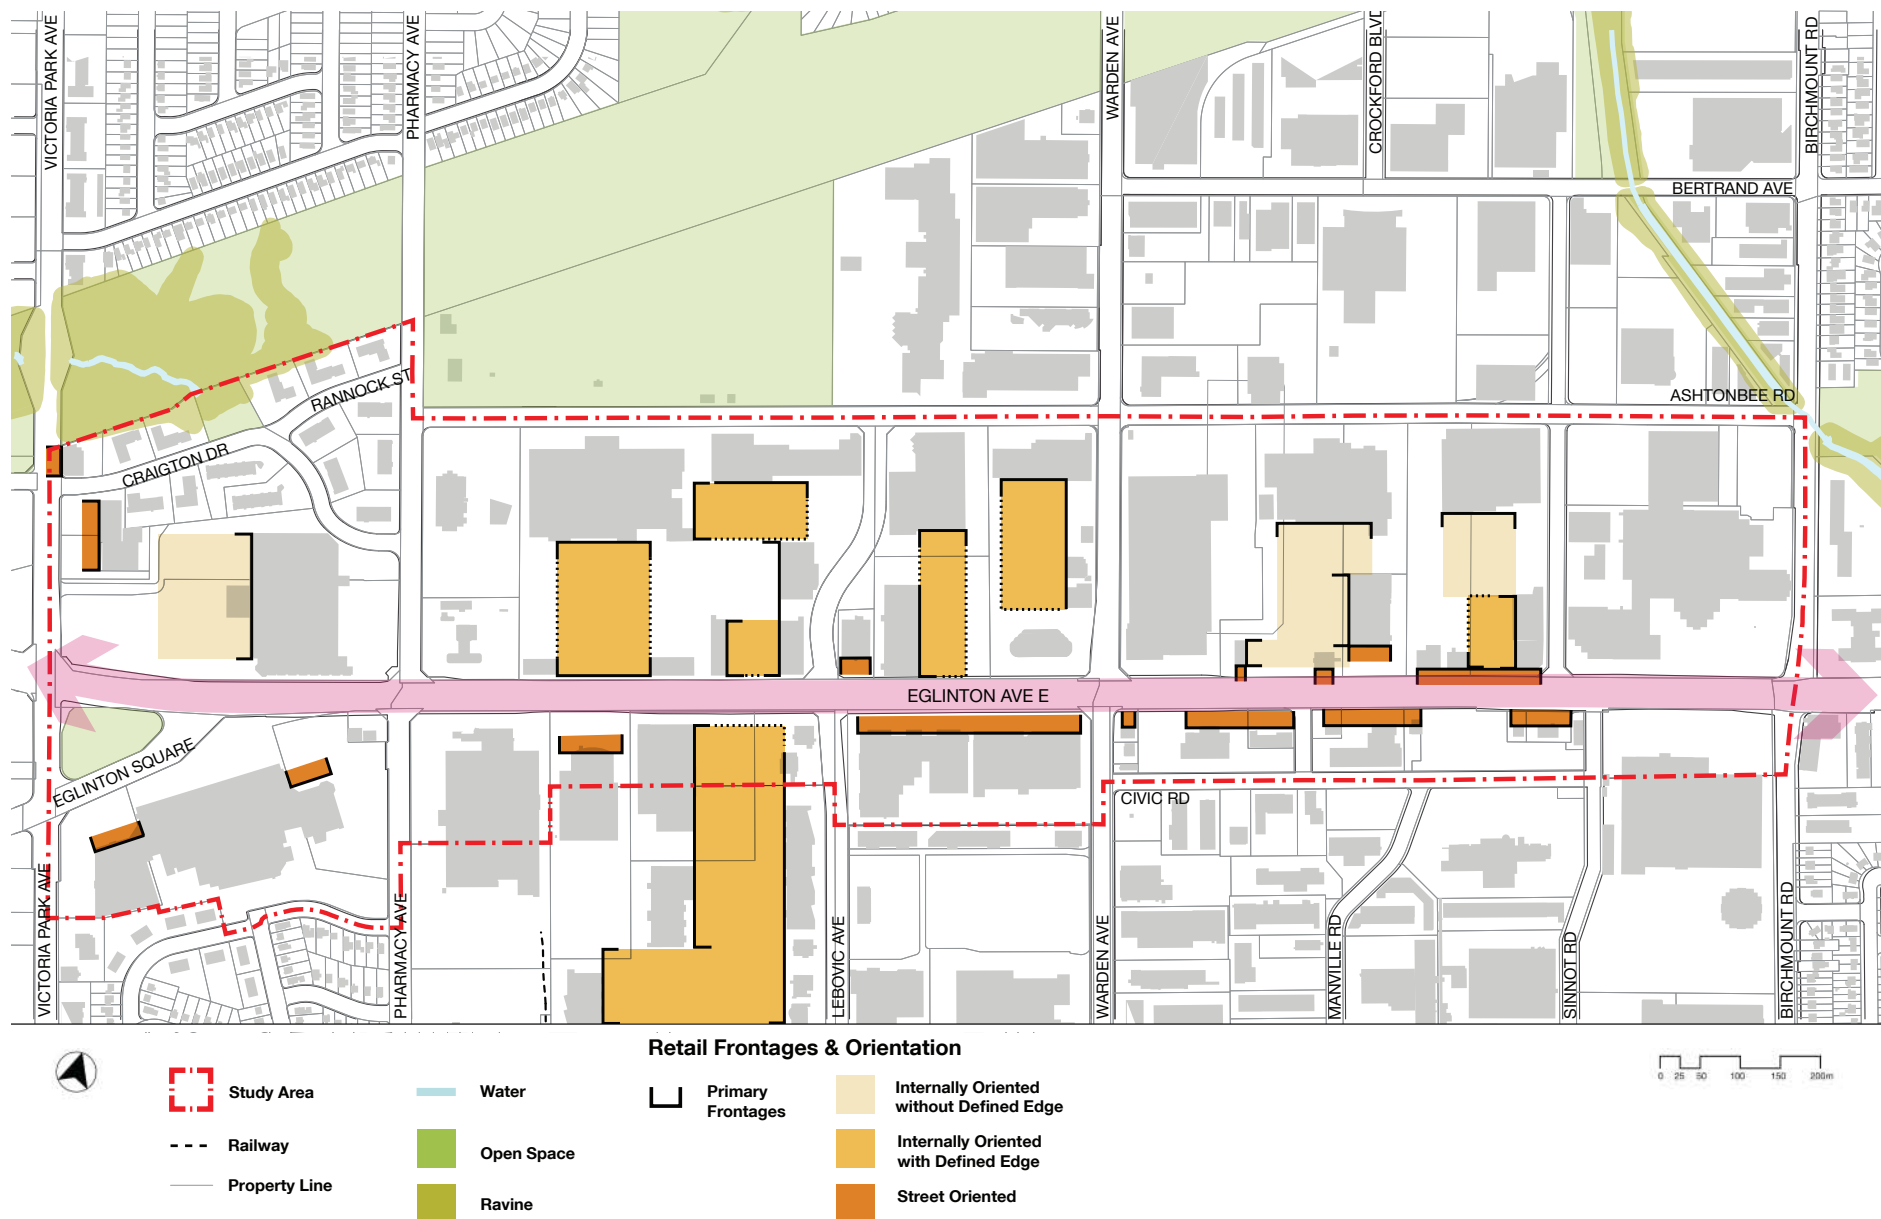 VICTORIA PARK AVE
PHARMACY AVE
WARDEN AVE
CROCKFORD BLVD
BIRCHMOUNT RD
BERTRAND AVE
ASHTONBEE RD
RANNOCK ST
CRAIGTON DR
EGLINTON AVE E
EGLINTON SQUARE
CIVIC RD
VICTORIA PARK AVE
PHARMACY AVE
LEBOVIC AVE
WARDEN AVE
MANVILLE RD
SINNOT RD
BIRCHMOUNT RD
Retail Frontages & Orientation
Study Area
Railway
Property Line
Water
Open Space
Ravine
Primary
Frontages
Internally Oriented
without Defined Edge
Internally Oriented
with Defined Edge
Street Oriented
0 25 50 100 150 200m